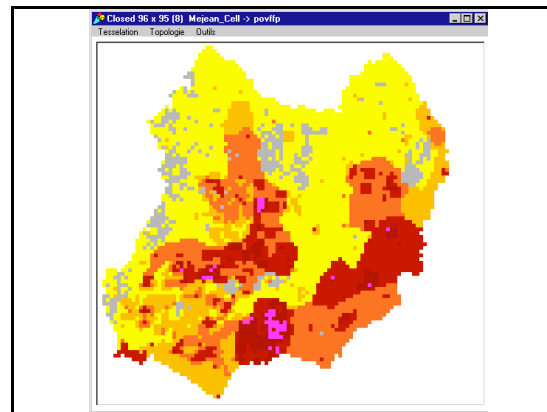 Closed 96 x 95 (8) Mejean_Cell -> povffp
Tesselation Topologie Outils